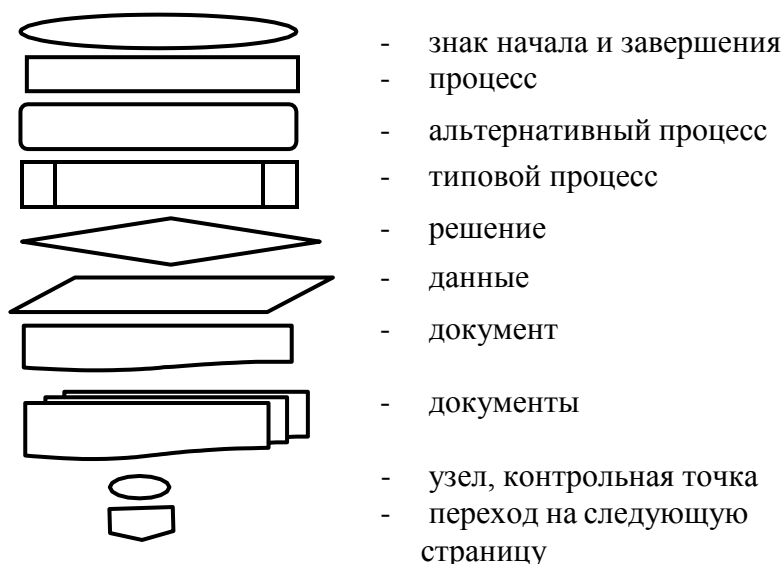 - знак начала и завершения
- процесс
- альтернативный процесс
- типовой процесс
- решение
- данные
- документ
- документы
- узел, контрольная точка
- переход на следующую
страницу